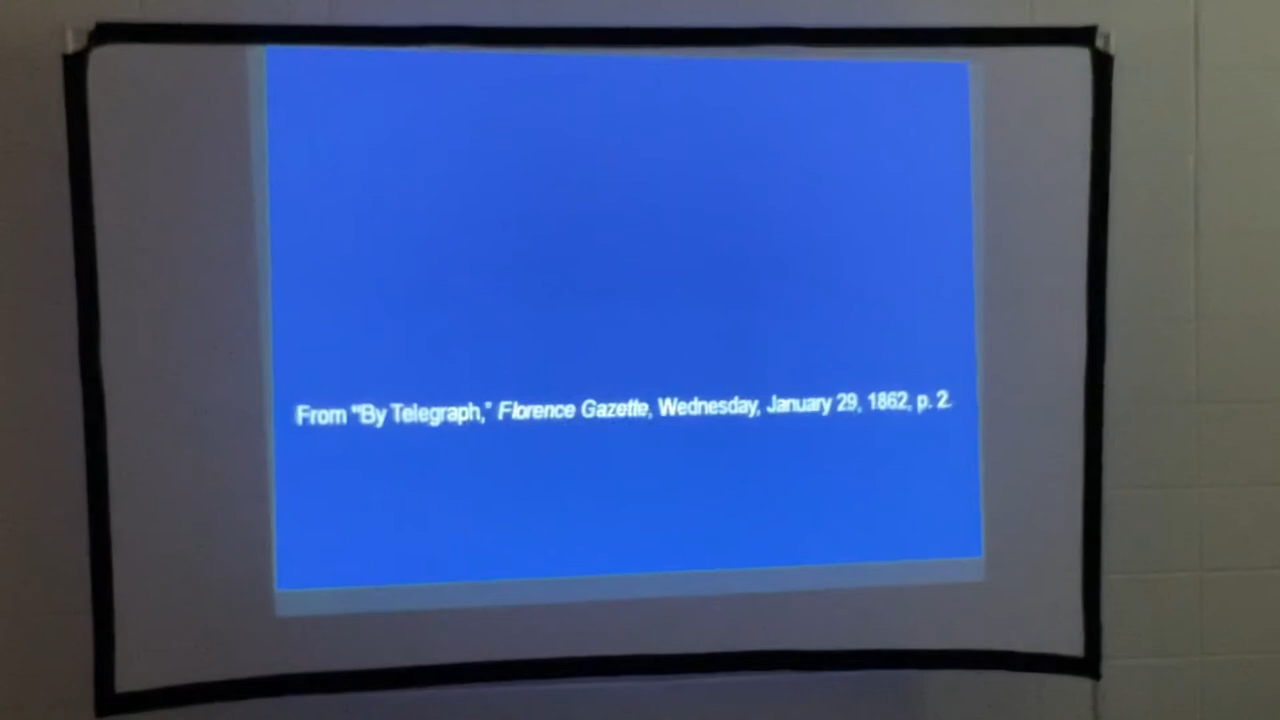 From "By Telegraph," Florence Gazette, Wednesday, January 29, 1862, p. 2.